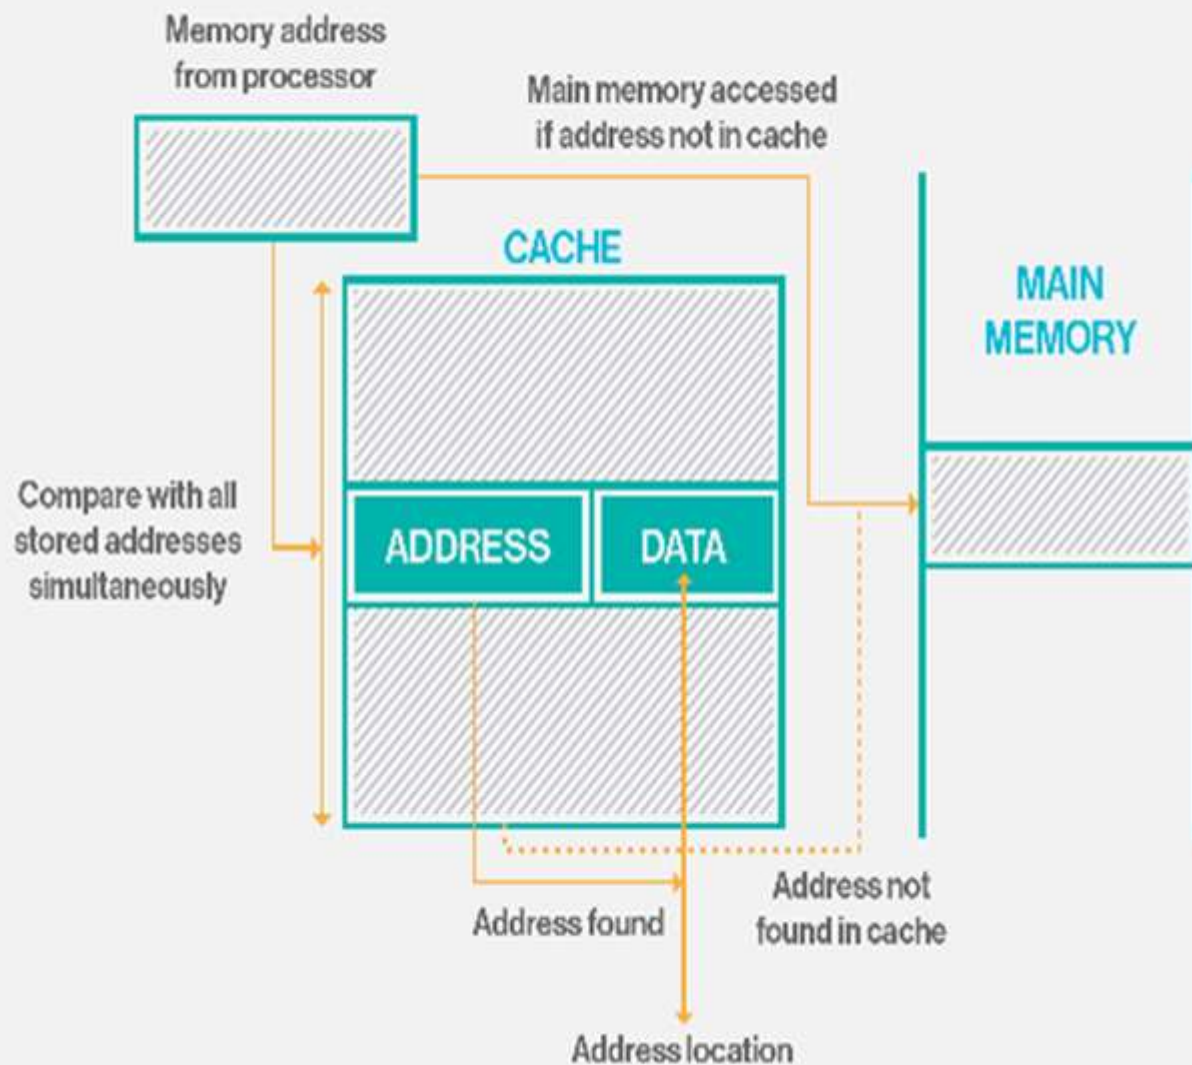 Memory address
from processor
Main memory accessed
if address not in cache
CACHE
MAIN
MEMORY
Compare with all
stored addresses
simultaneously
ADDRESS
DATA
Address found
Address not
found in cache
Address location